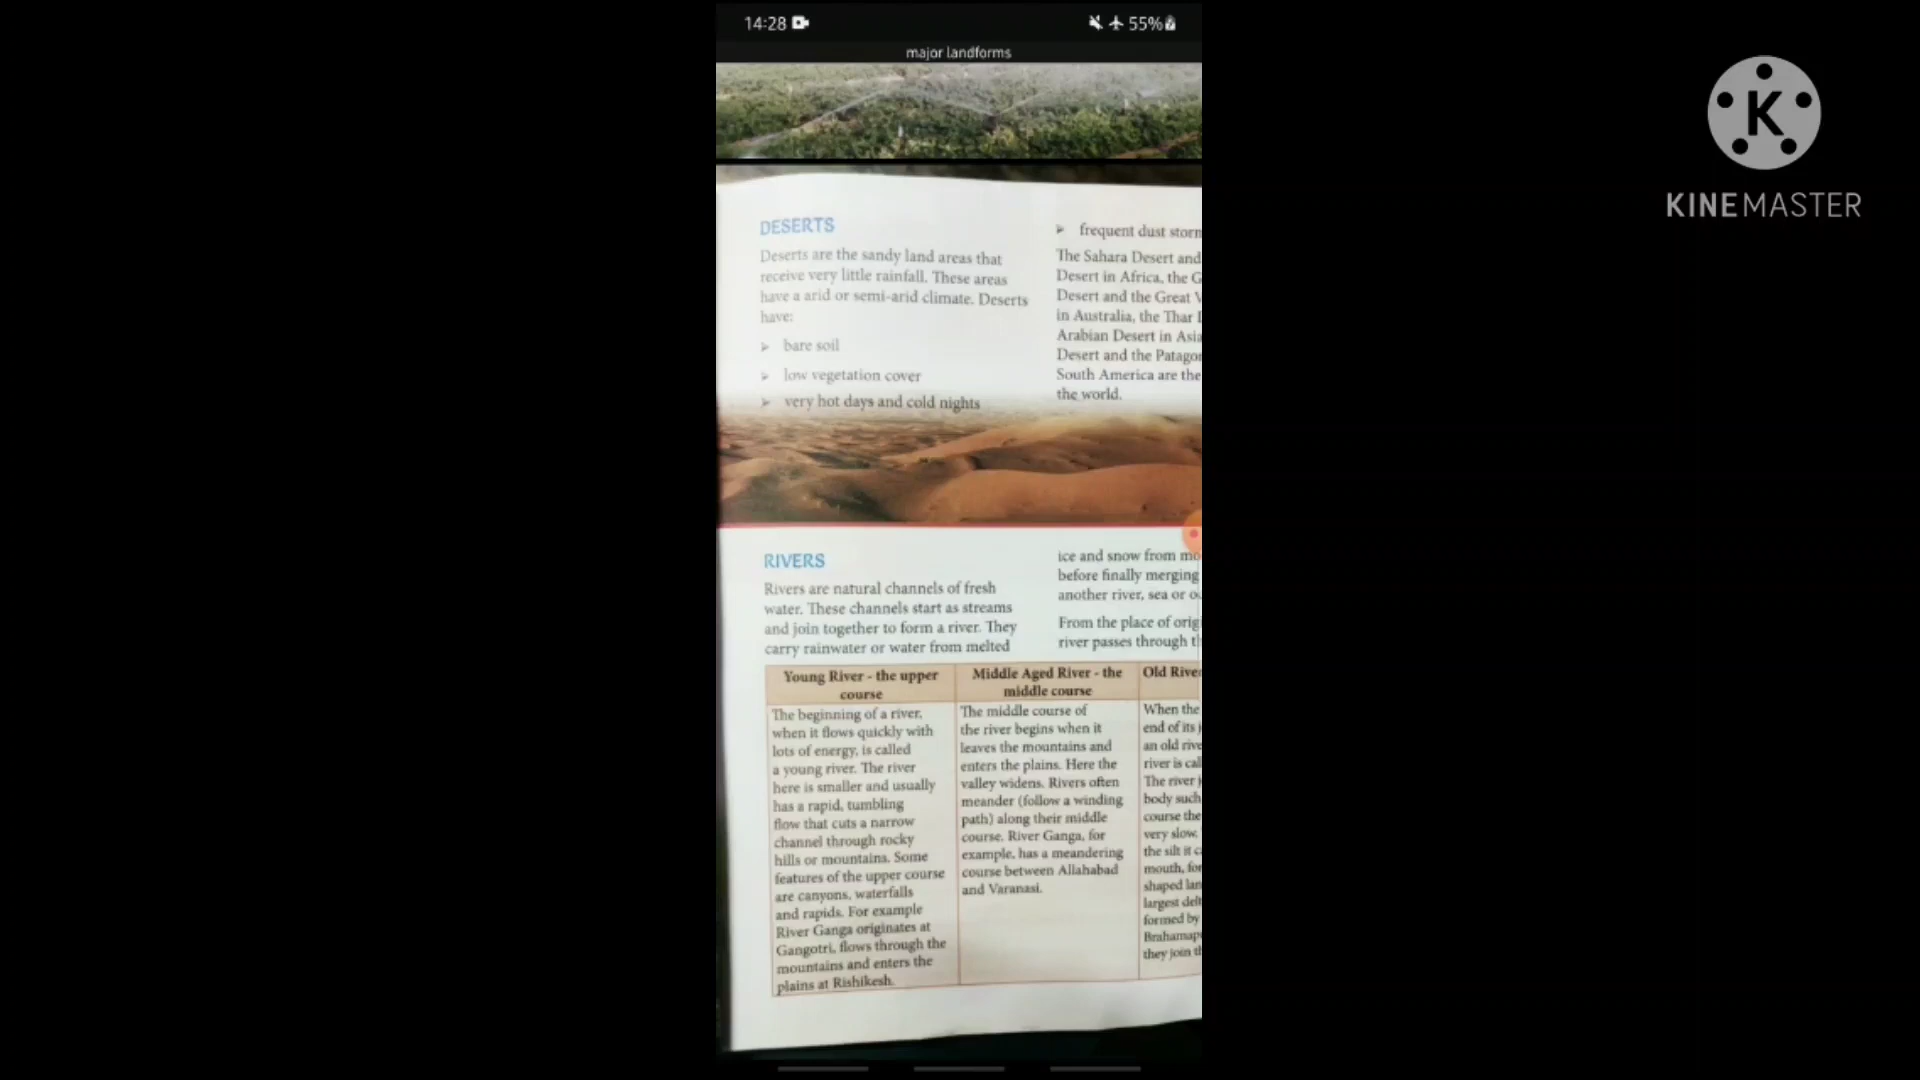 14:28
55%
major landforms
K
KINEMASTER
DESERTS
Deserts are the sandy land areas that
receive very little rainfall. These areas
have a arid or semi-arid climate. Deserts
have:
➢ bare soil
➢ low vegetation cover
➢ very hot days and cold nights
➢ frequent dust
The Sahara Desert and
Desert in Africa, the
Desert and the Great
in Australia, the Thar
Arabian Desert in
Desert and the
South America are the
the world.
RIVERS
Rivers are natural channels of fresh
water. These channels start as streams
and join together to form a river. They
carry rainwater or water from melted
ice and snow from
before finally merging
another river, sea or
From the place of
river passes through
Young River - the upper
course
The beginning of a river,
when it flows quickly with
lots of energy, is called
a young river. The river
here is smaller and usually
has a rapid, tumbling
flow that cuts a narrow
channel through rocky
hills or mountains. Some
features of the upper course
are canyons, waterfalls
and rapids. For example
River Ganga originates at
Gangotri, flows through the
mountains and enters the
plains at Rishikesh.
Middle Aged River - the
middle course
The middle course of
the river begins when it
leaves the mountains and
enters the plains. Here the
valley widens. Rivers often
meander (follow a winding
path) along their middle
course. River Ganga, for
example, has a meandering
course between Allahabad
and Varanasi.
Old
When the
end of its
an old
river is
The river
body such
course the
very slow.
the silt it
mouth,
shaped
largest
formed by
they join